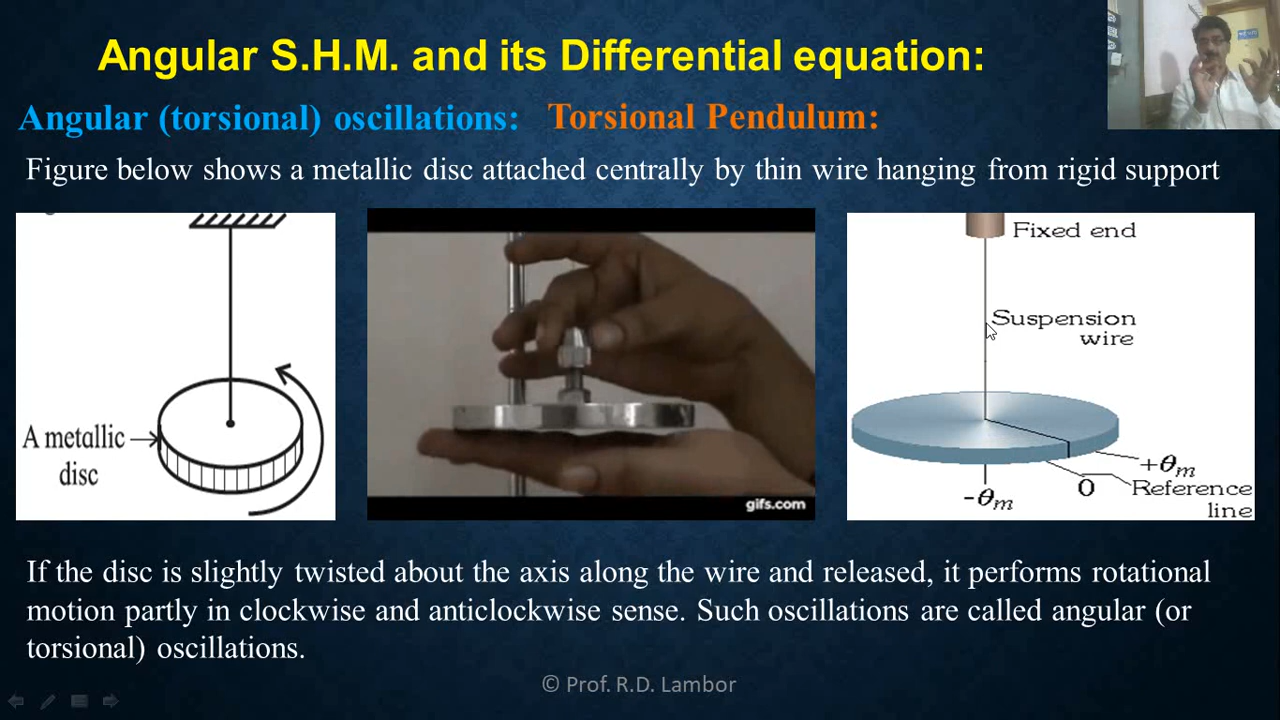 Angular S.H.M. and its Differential equation:
Angular (torsional) oscillations: Torsional Pendulum:
Figure below shows a metallic disc attached centrally by thin wire hanging from rigid support
A metallic
disc
gifs.com
Fixed end
Suspension
wire
+θm
-θm
0
Reference
line
If the disc is slightly twisted about the axis along the wire and released, it performs rotational
motion partly in clockwise and anticlockwise sense. Such oscillations are called angular (or
torsional) oscillations.
© Prof. R.D. Lambor